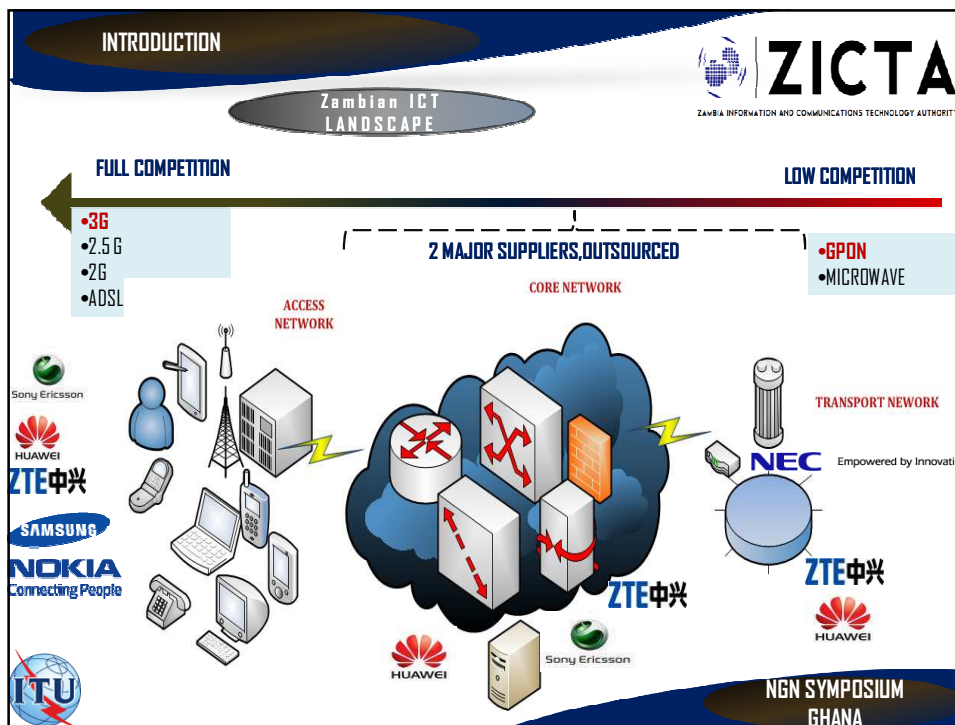 INTRODUCTION
ZICTA
ZAMBIA INFORMATION AND COMMUNICATIONS TECHNOLOGY AUTHORITY
Zambian ICT
LANDSCAPE
FULL COMPETITION
LOW COMPETITION
•3G
•2.5 G
•2G
•ADSL
2 MAJOR SUPPLIERS,OUTSOURCED
•GPON
•MICROWAVE
CORE NETWORK
ACCESS
NETWORK
Sony Ericsson
HUAWEI
ZTE中兴
SAMSUNG
NOKIA
Connecting People
TRANSPORT NEWORK
NEC Empowered by Innovati
ZTE中兴
HUAWEI
ZTE中兴
Sony Ericsson
HUAWEI
ITU
NGN SYMPOSIUM
GHANA